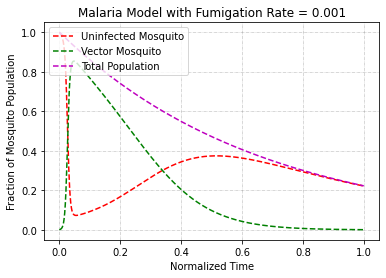 Malaria Model with Fumigation Rate = 0.001
Fraction of Mosquito Population
1.0
0.8
0.6
0.4
0.2
0.0
Uninfected Mosquito
Vector Mosquito
Total Population
0.0 0.2 0.4 0.6 0.8 1.0
Normalized Time